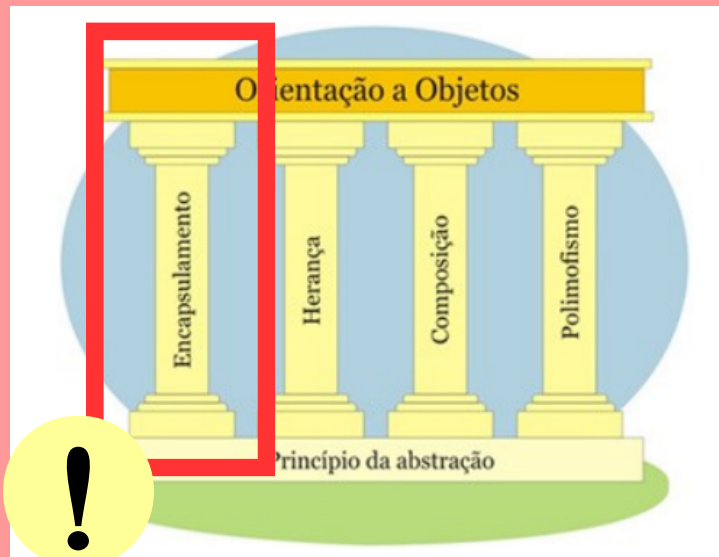 Orientação a Objetos
Encapsulamento
Herança
Composição
Polimofismo
Princípio da abstração
!